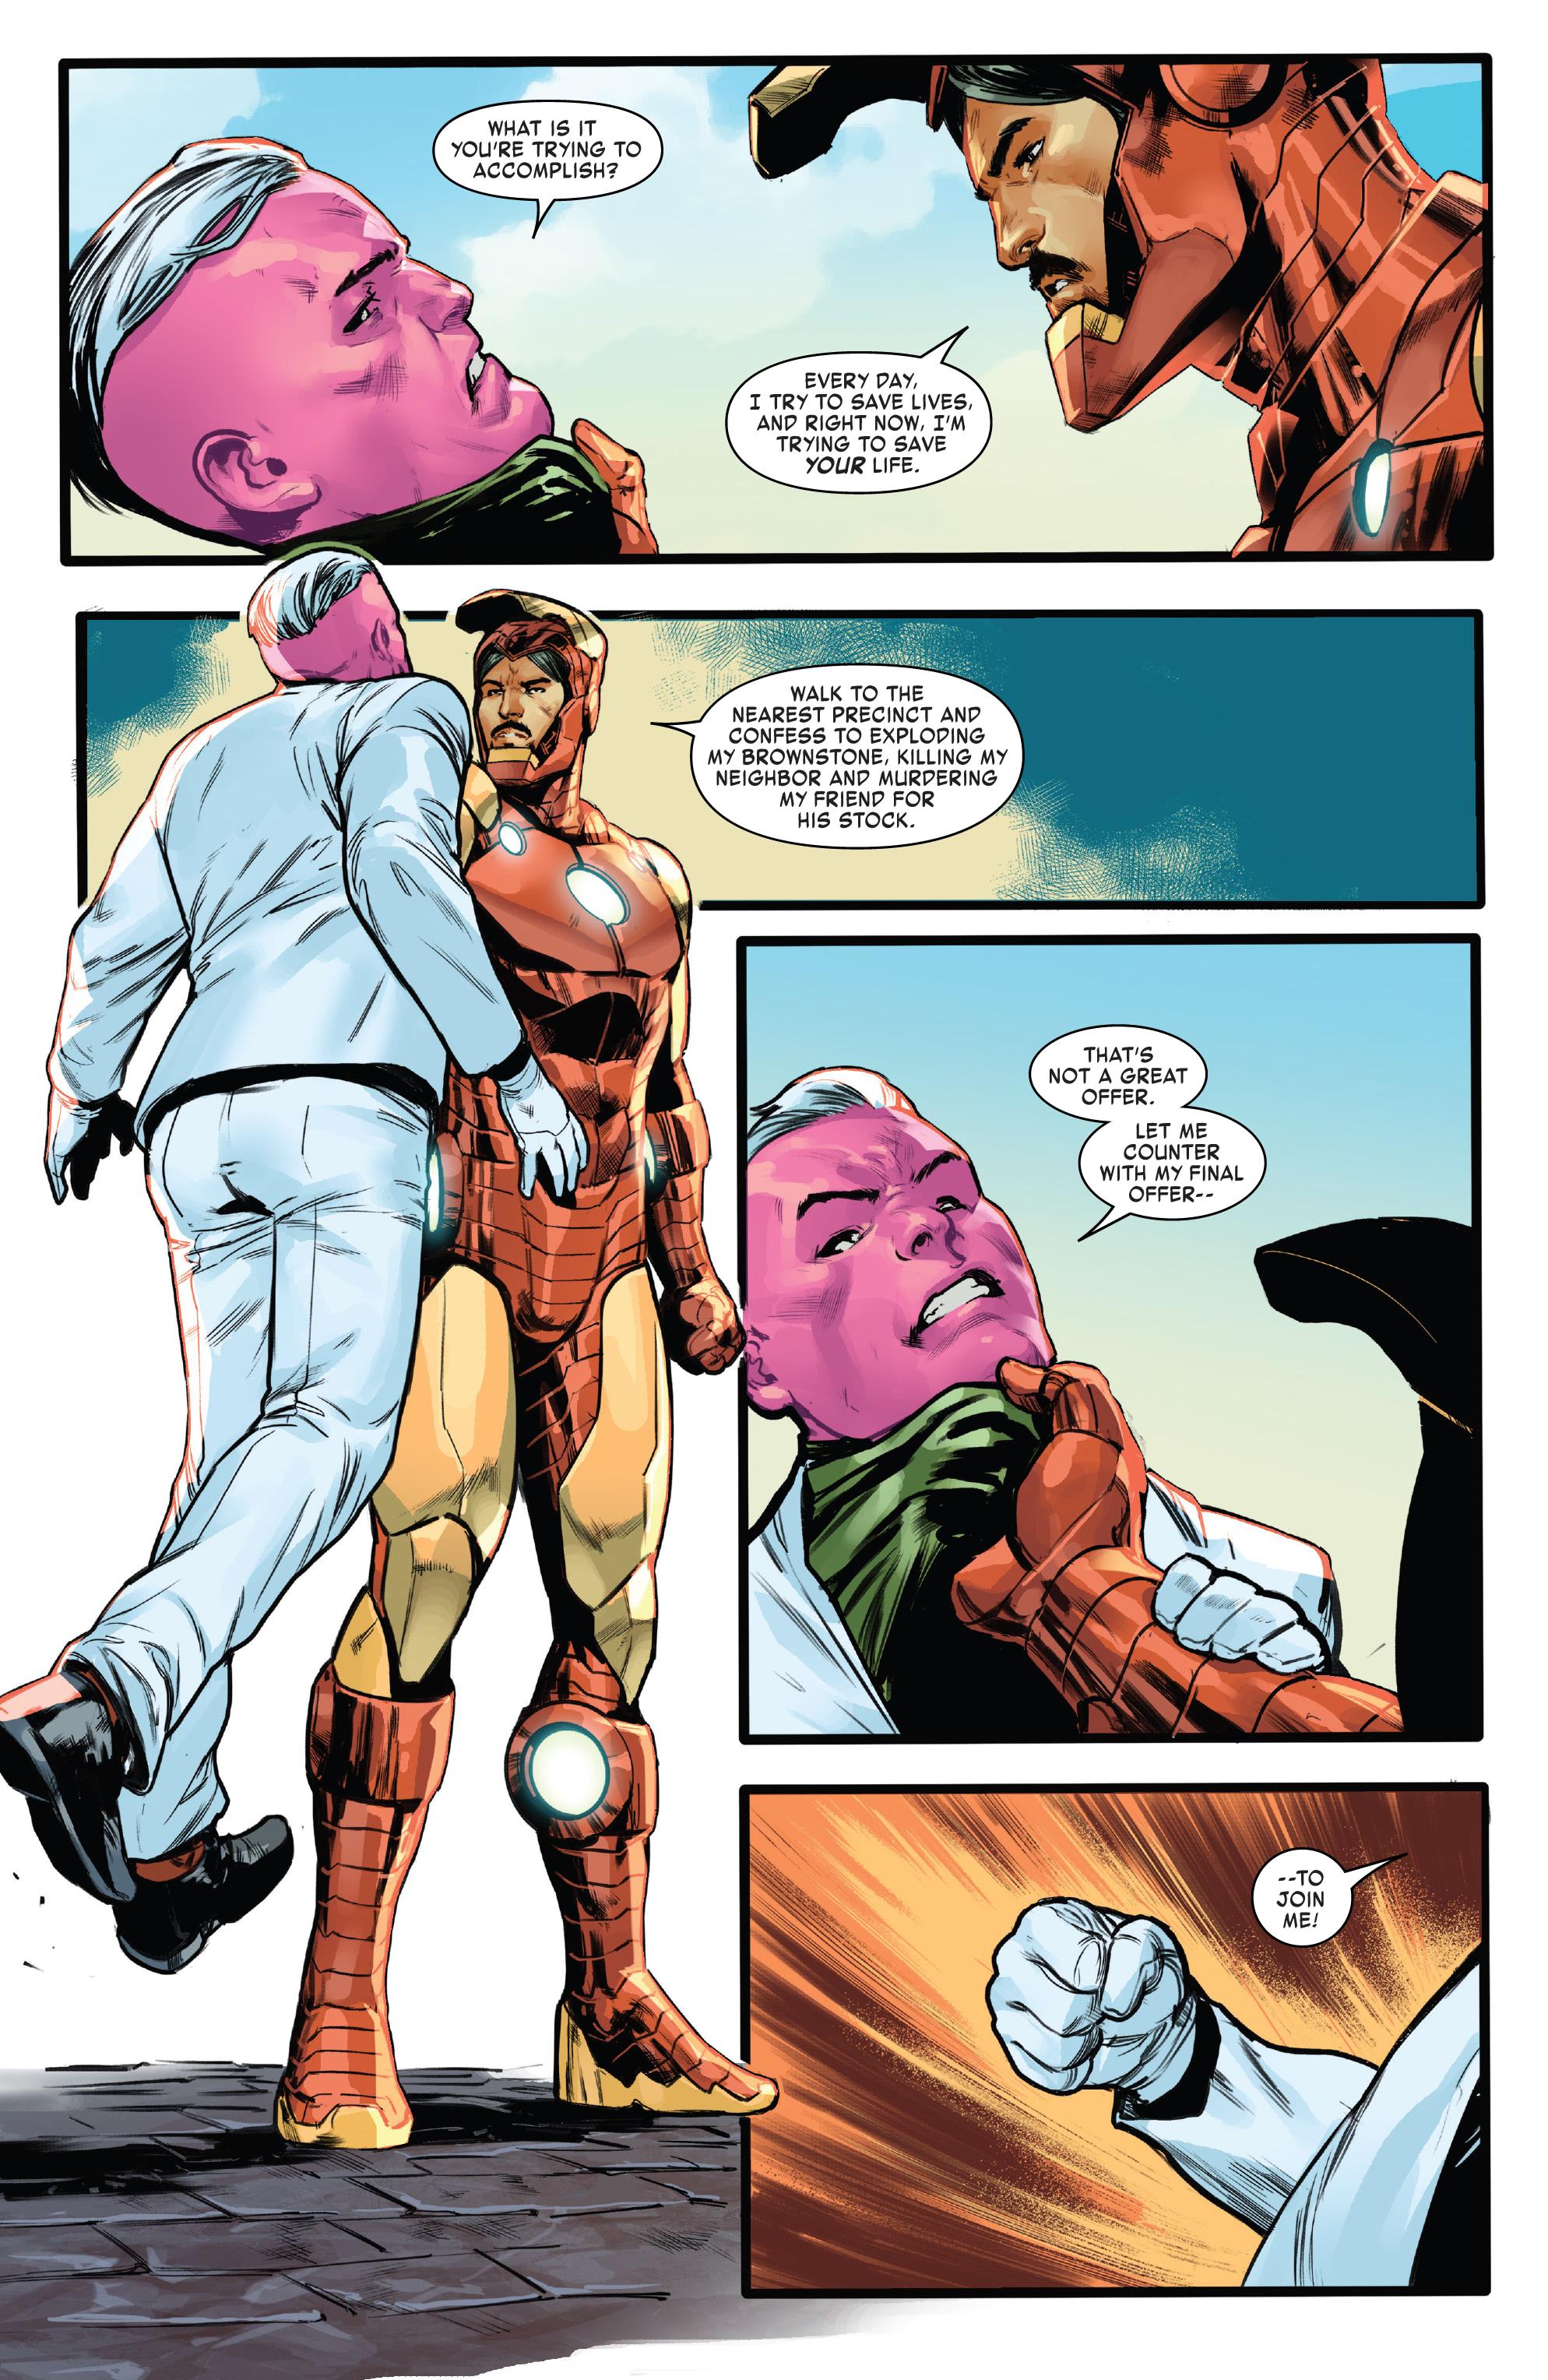 WHAT IS IT
YOU'RE TRYING TO
ACCOMPLISH?
EVERY DAY,
I TRY TO SAVE LIVES,
AND RIGHT NOW, I'M
TRYING TO SAVE
YOUR LIFE.
WALK TO THE
NEAREST PRECINCT AND
CONFESS TO EXPLODING
MY BROWNSTONE, KILLING MY
NEIGHBOR AND MURDERING
MY FRIEND FOR
HIS STOCK.
THAT'S
NOT A GREAT
OFFER.
LET ME
COUNTER
WITH MY FINAL
OFFER--
--TO
JOIN
ME!